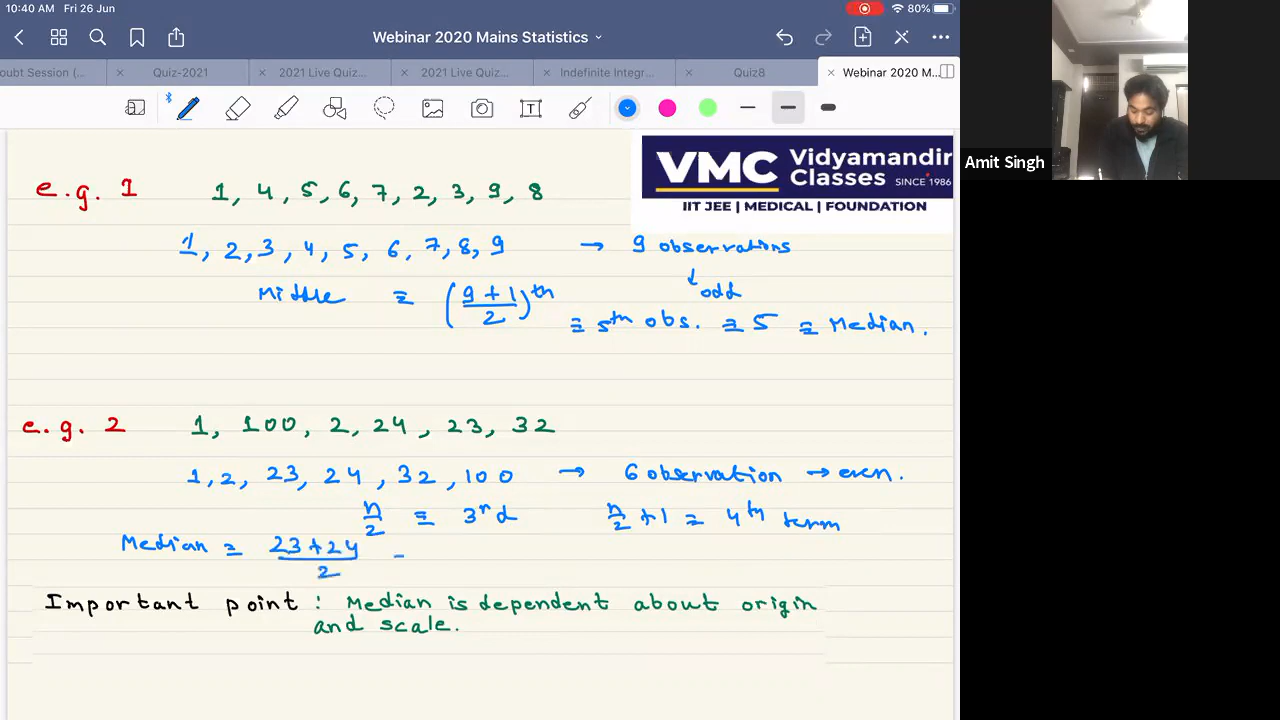 10:40 AM Fri 26 Jun
80%
Webinar 2020 Mains Statistics
oubt Session (...
Quiz-2021
2021 Live Quiz...
2021 Live Quiz...
Indefinite Integr...
Quiz8
Webinar 2020 M...
VMC Vidyamandir Classes SINCE 1986
IIT JEE | MEDICAL | FOUNDATION
Amit Singh
e.g. 1 1, 4, 5, 6, 7, 2, 3, 9, 8
1, 2, 3, 4, 5, 6, 7, 8, 9 → 9 observations
↓ odd
Middle ≡ ((9+1)/2)th
≡ 5th obs. ≡ 5 ≡ Median.
e.g. 2 1, 100, 2, 24, 23, 32
1, 2, 23, 24, 32, 100 → 6 observation → even.
n/2 ≡ 3rd n/2 + 1 = 4th term
Median = (23+24)/2 =
Important point : Median is dependent about origin
and scale.